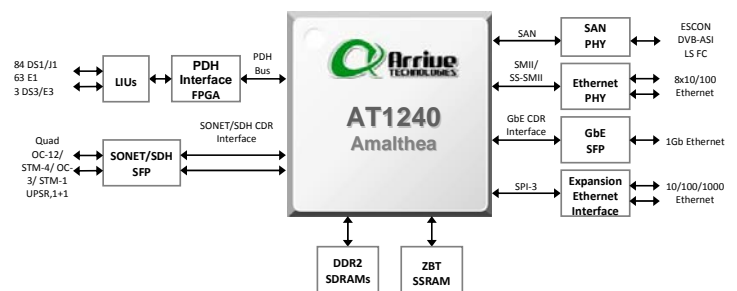 84 DS1/J1
63 E1
3 DS3/E3
LIUs
PDH
Interface
FPGA
PDH
Bus
Quad
OC-12/
STM-4/ OC-
3/ STM-1
UPSR,1+1
SONET/SDH
SFP
SONET/SDH CDR
Interface
Arrive
TECHNOLOGIES
AT1240
Amalthea
SAN
SAN
PHY
ESCON
DVB-ASI
LS FC
SMII/
SS-SMII
Ethernet
PHY
8x10/100
Ethernet
GbE CDR
Interface
GbE
SFP
1Gb Ethernet
SPI-3
Expansion
Ethernet
Interface
10/100/1000
Ethernet
DDR2
SDRAMs
ZBT
SSRAM